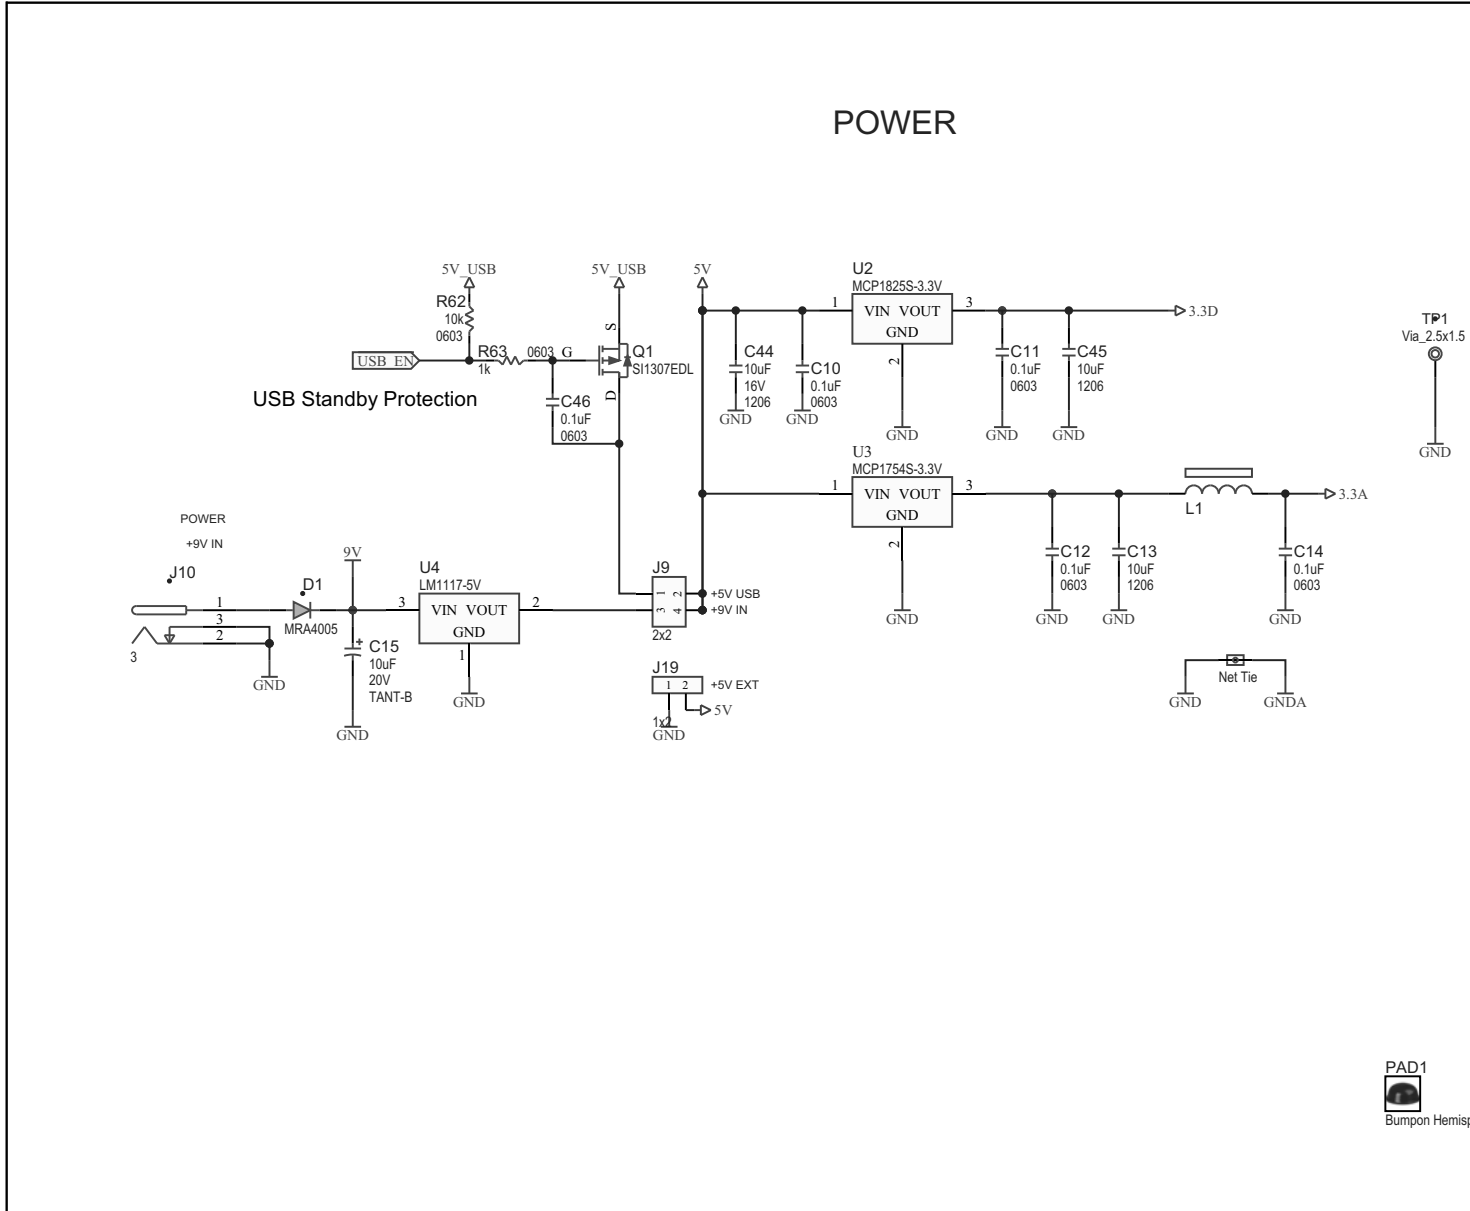 POWER
5V_USB
R62
10k
0603
USB_EN
R63
1k
0603
G
S
D
5V_USB
Q1
SI1307EDL
C46
0.1uF
0603
USB Standby Protection
5V
C44
10uF
16V
1206
GND
C10
0.1uF
0603
GND
U2
MCP1825S-3.3V
1
VIN VOUT
GND
3
2
GND
C11
0.1uF
0603
GND
C45
10uF
1206
GND
3.3D
TP1
Via_2.5x1.5
GND
U3
MCP1754S-3.3V
1
VIN VOUT
GND
3
2
GND
C12
0.1uF
0603
GND
C13
10uF
1206
GND
L1
3.3A
C14
0.1uF
0603
GND
POWER
+9V IN
J10
1
3
2
3
GND
D1
MRA4005
9V
C15
10uF
20V
TANT-B
GND
U4
LM1117-5V
3
VIN VOUT
GND
2
1
GND
J9
1 2
3 4
2x2
+5V USB
+9V IN
J19
1 2
+5V EXT
1x2
GND
5V
GND
Net Tie
GNDA
PAD1
Bumpon Hemisp